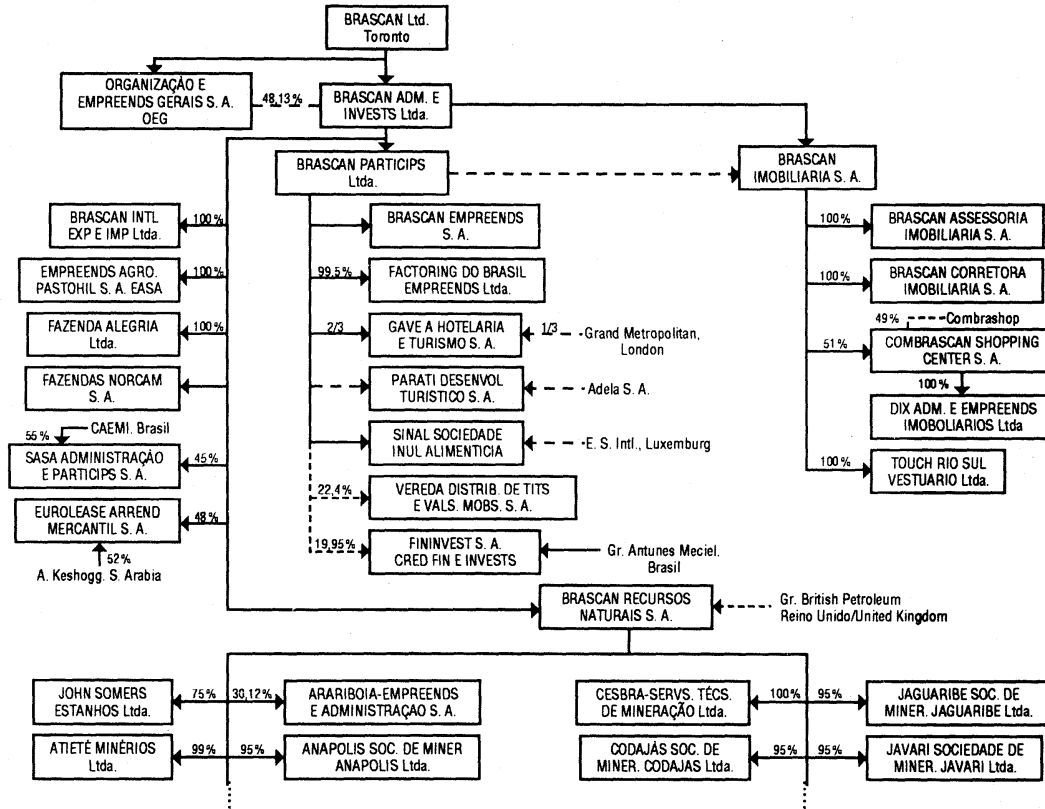 BRASCAN Ltd.
Toronto
ORGANIZAÇÀO E
EMPREENDS GERAIS S. A.
OEG
48,13%
BRASCAN ADM. E
INVESTS Ltda.
BRASCAN PARTICIPS
Ltda.
BRASCAN
IMOBILIARIA S. A.
BRASCAN INTL
EXP E IMP Ltda.
100%
BRASCAN EMPREENDS
S. A.
100%
BRASCAN ASSESSORIA
IMOBILIARIA S. A.
EMPREENDS AGRO.
PASTOHIL S. A. EASA
100%
99,5%
FACTORING DO BRASIL
EMPREENDS Ltda.
100%
BRASCAN CORRETORA
IMOBILIARIA S. A.
FAZENDA ALEGRIA
Ltda.
100%
2/3
GAVE A HOTELARIA
E TURISMO S. A.
1/3
Grand Metropolitan,
London
49%
Combrashop
51%
COMBRASCAN SHOPPING
CENTER S. A.
FAZENDAS NORCAM
S. A.
PARATI DESENVOL
TURISTICO S. A.
Adela S. A.
100%
DIX ADM. E EMPREENDS
IMOBOLIARIOS Ltda
55%
CAEMI. Brasil
SASA ADMINISTRAÇÀO
E PARTICIPS S. A.
45%
SINAL SOCIEDADE
INUL ALIMENTICIA
E. S. Intl., Luxemburg
100%
TOUCH RIO SUL
VESTUARIO Ltda.
EUROLEASE ARREND
MERCANTIL S. A.
48%
22,4%
VEREDA DISTRIB. DE TITS
E VALS. MOBS. S. A.
52%
A. Keshogg. S. Arabia
19,95%
FININVEST S. A.
CRED FIN E INVESTS
Gr. Antunes Meciel.
Brasil
BRASCAN RECURSOS
NATURAIS S. A.
Gr. British Petroleum
Reino Unido/United Kingdom
JOHN SOMERS
ESTANHOS Ltda.
75%
30,12%
ARARIBOIA-EMPREENDS
E ADMINISTRAÇAO S. A.
CESBRA-SERVS. TÉCS.
DE MINERAÇÃO Ltda.
100%
95%
JAGUARIBE SOC. DE
MINER. JAGUARIBE Ltda.
ATIETÉ MINÉRIOS
Ltda.
99%
95%
ANAPOLIS SOC. DE MINER
ANAPOLIS Ltda.
CODAJÀS SOC. DE
MINER. CODAJAS Ltda.
95%
95%
JAVARI SOCIEDADE DE
MINER. JAVARI Ltda.